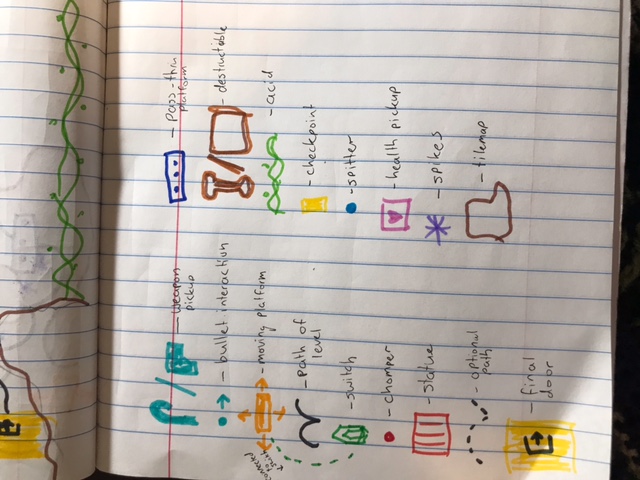 weapon
pickup
bullet interaction
connected
to
switch
moving platform
path of
level
switch
chomper
statue
optional
path
final
door
pass-thru
platform
destructable
acid
checkpoint
spitter
health pickup
spikes
tilemap